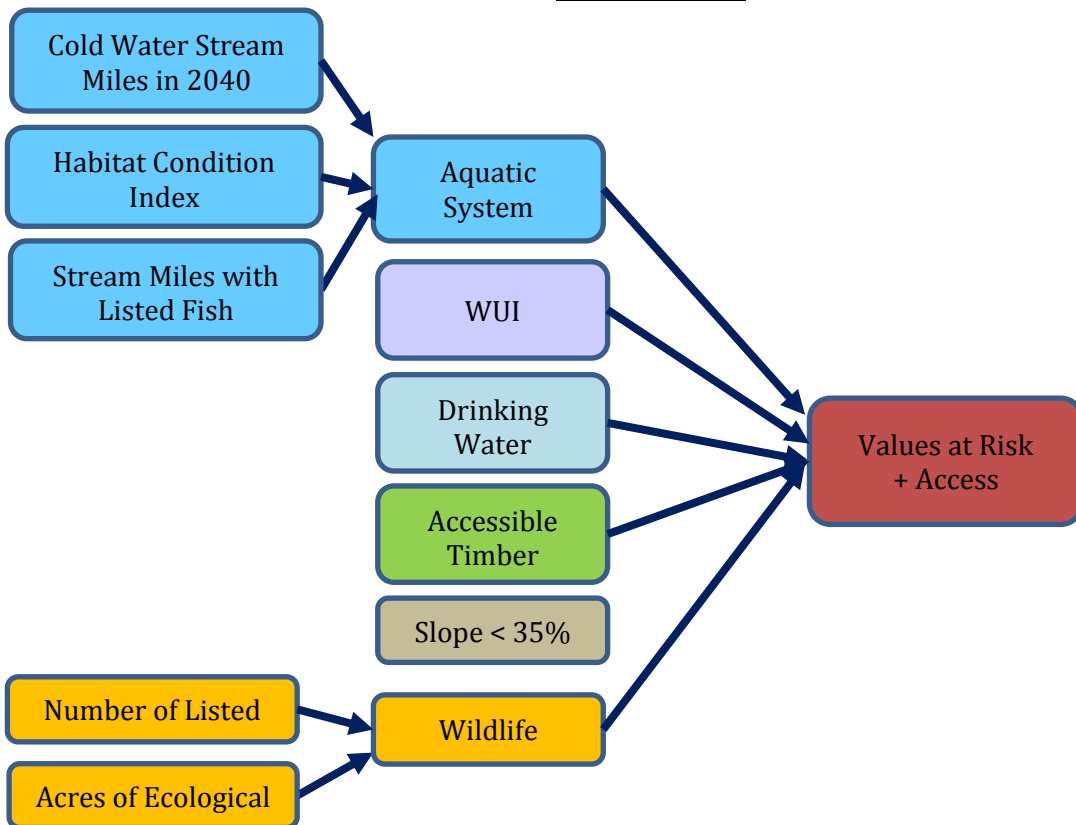 Cold Water Stream
Miles in 2040
Habitat Condition
Index
Stream Miles with
Listed Fish
Aquatic
System
WUI
Drinking
Water
Accessible
Timber
Slope < 35%
Number of Listed
Wildlife
Acres of Ecological
Values at Risk
+ Access